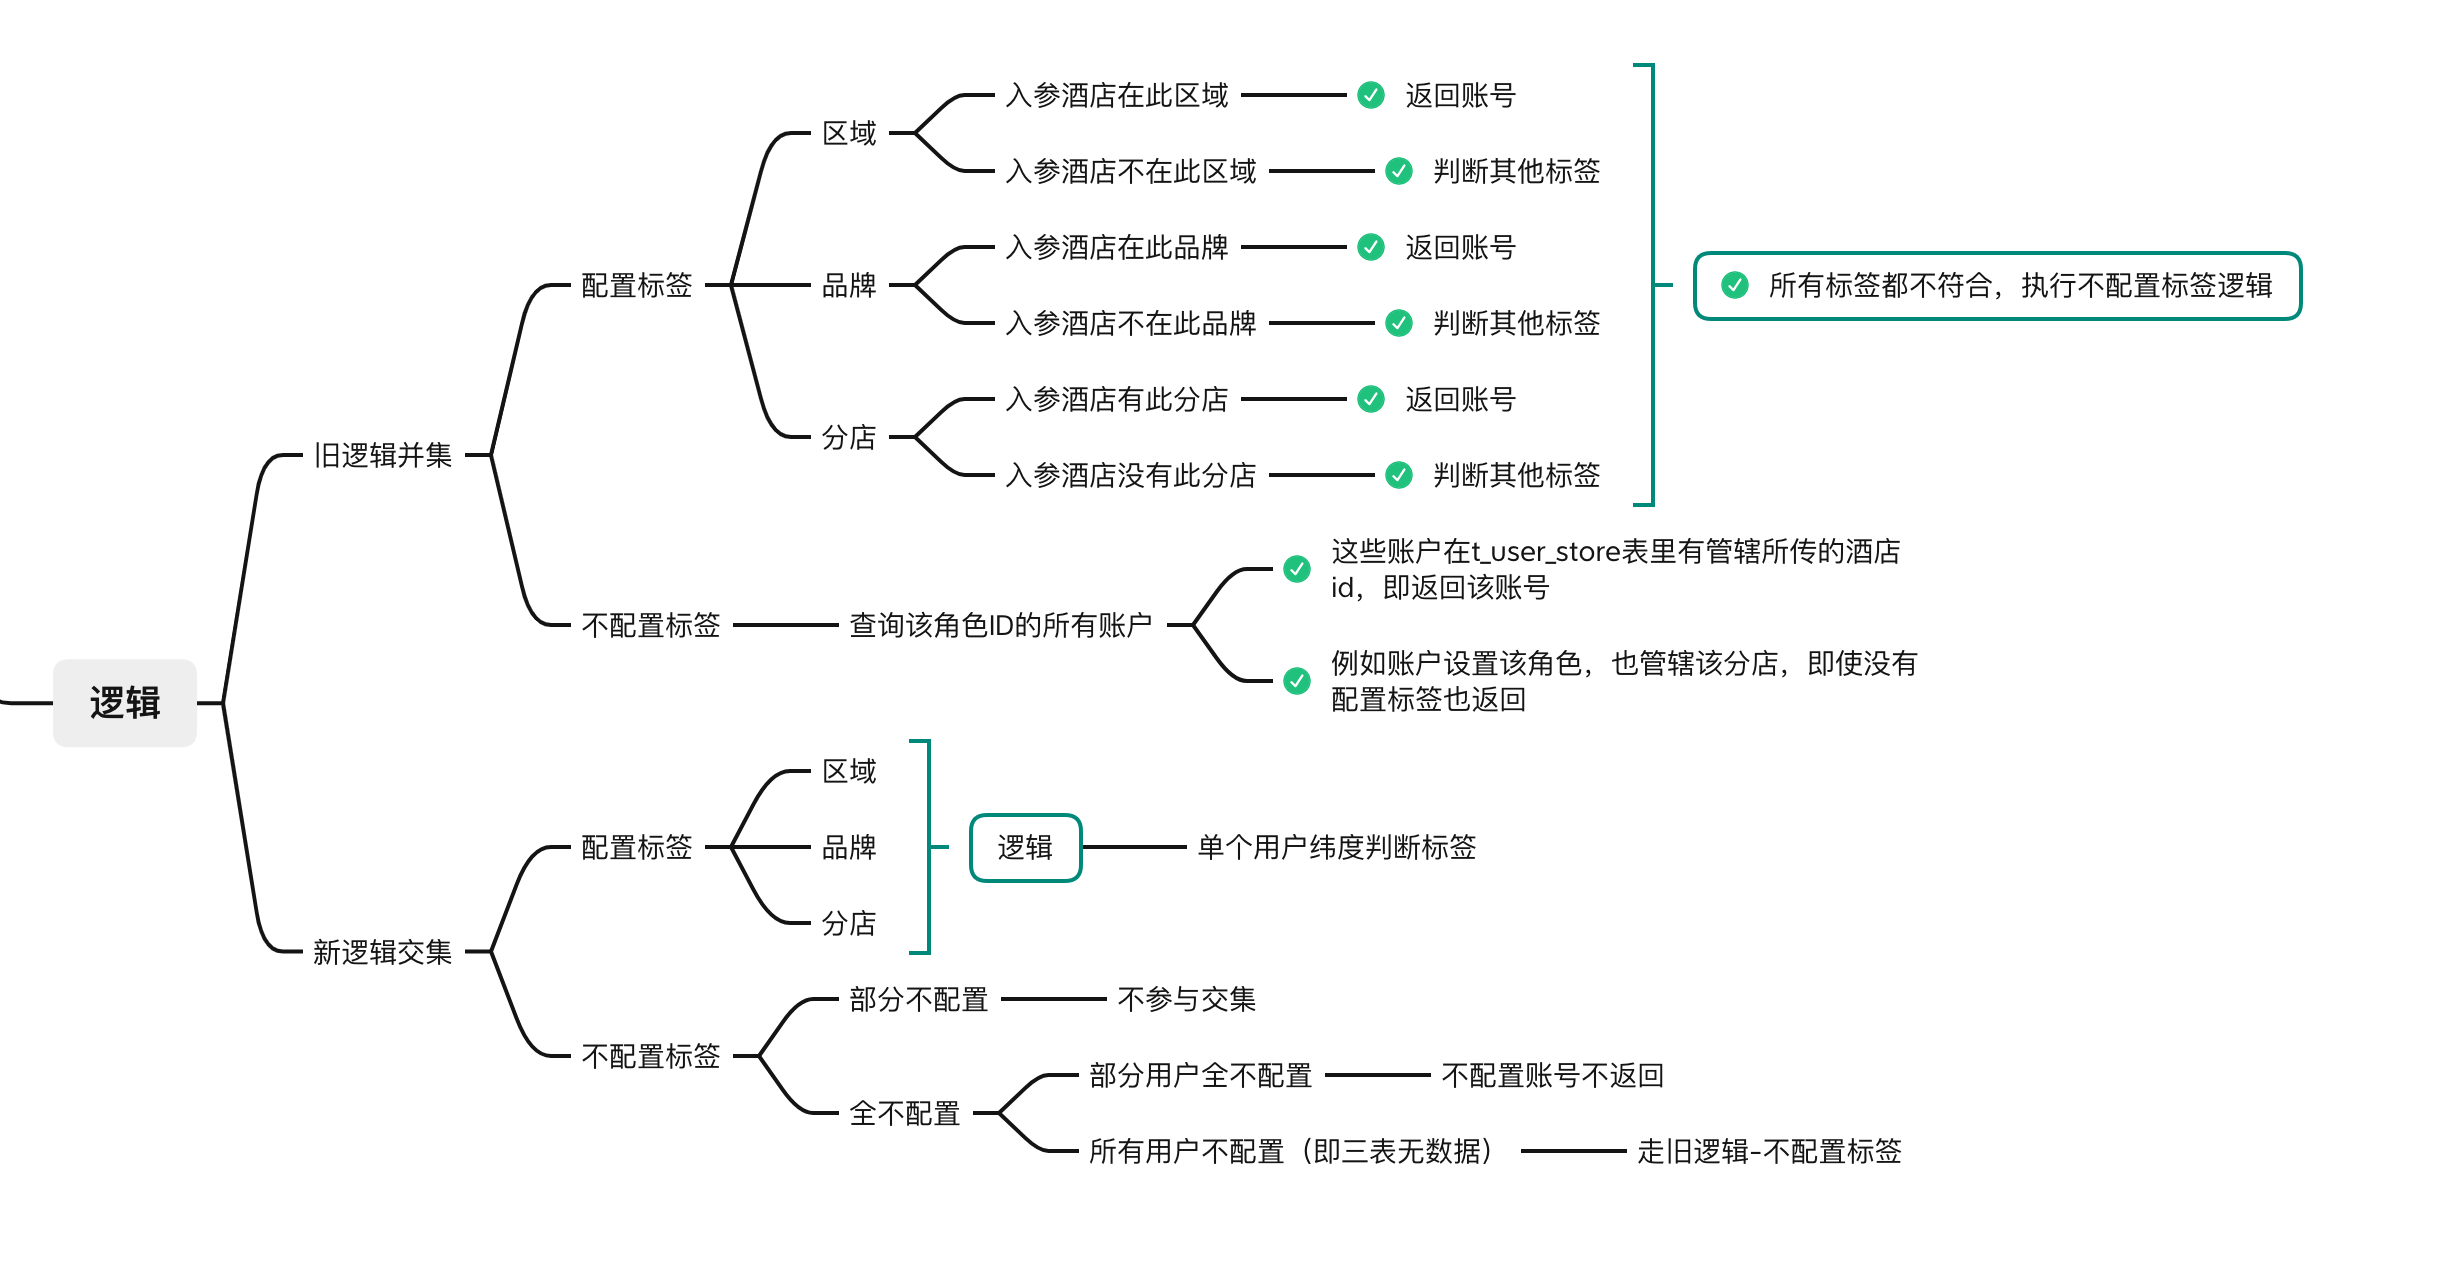 逻辑
旧逻辑并集
配置标签
区域
入参酒店在此区域
返回账号
入参酒店不在此区域
判断其他标签
品牌
入参酒店在此品牌
返回账号
入参酒店不在此品牌
判断其他标签
分店
入参酒店有此分店
返回账号
入参酒店没有此分店
判断其他标签
所有标签都不符合，执行不配置标签逻辑
不配置标签
查询该角色ID的所有账户
这些账户在t_user_store表里有管辖所传的酒店
id，即返回该账号
例如账户设置该角色，也管辖该分店，即使没有
配置标签也返回
新逻辑交集
配置标签
区域
品牌
分店
逻辑
单个用户纬度判断标签
不配置标签
部分不配置
不参与交集
全不配置
部分用户全不配置
不配置账号不返回
所有用户不配置（即三表无数据）
走旧逻辑-不配置标签